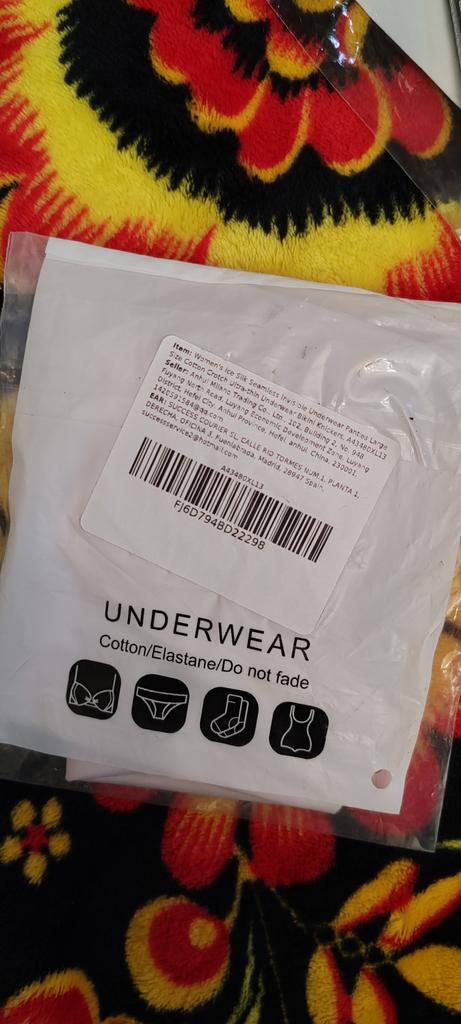 Item: Women's Ice Silk Seamless Invisible Underwear Panties Large
Size Cotton Crotch Ultra-thin Underwear Bikini Knickers, A43480XL13
Seller: Anhui Milano Trading Co., Ltd., 102, Building 2, No. 948
Fuyang North Road, Luyang Economic Development Zone, Luyang
District, Hefei City, Anhui Province, Hefei, anhui, China, 230001,
1426591584@qq.com
EAR: SUCCESS COURIER SL, CALLE RIO TORMES NUM.1, PLANTA 1,
DERECHA, OFICINA 3, Fuenlabrada, Madrid, 28947 Spain,
successservice2@hotmail.com
A43480XL13
FJ6D794BD22298
UNDERWEAR
Cotton/Elastane/Do not fade